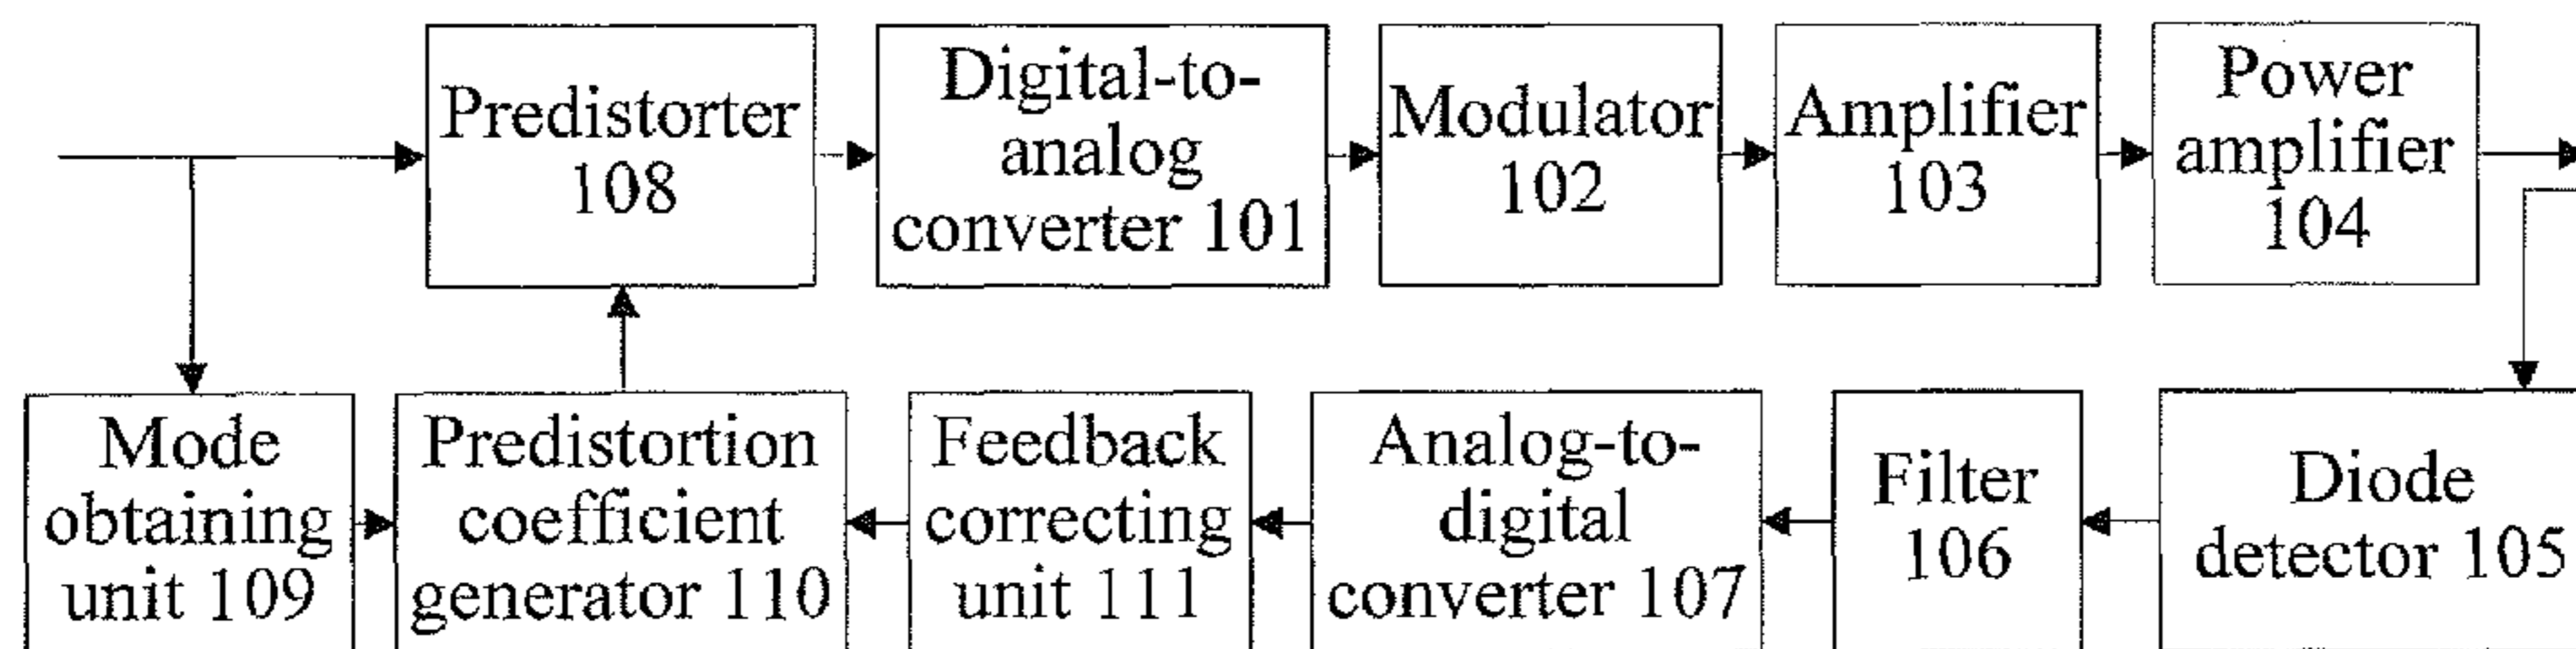 Predistorter
108
Digital-to-
analog
converter 101
Modulator
102
Amplifier
103
Power
amplifier
104
Mode
obtaining
unit 109
Predistortion
coefficient
generator 110
Feedback
correcting
unit 111
Analog-to-
digital
converter 107
Filter
106
Diode
detector 105